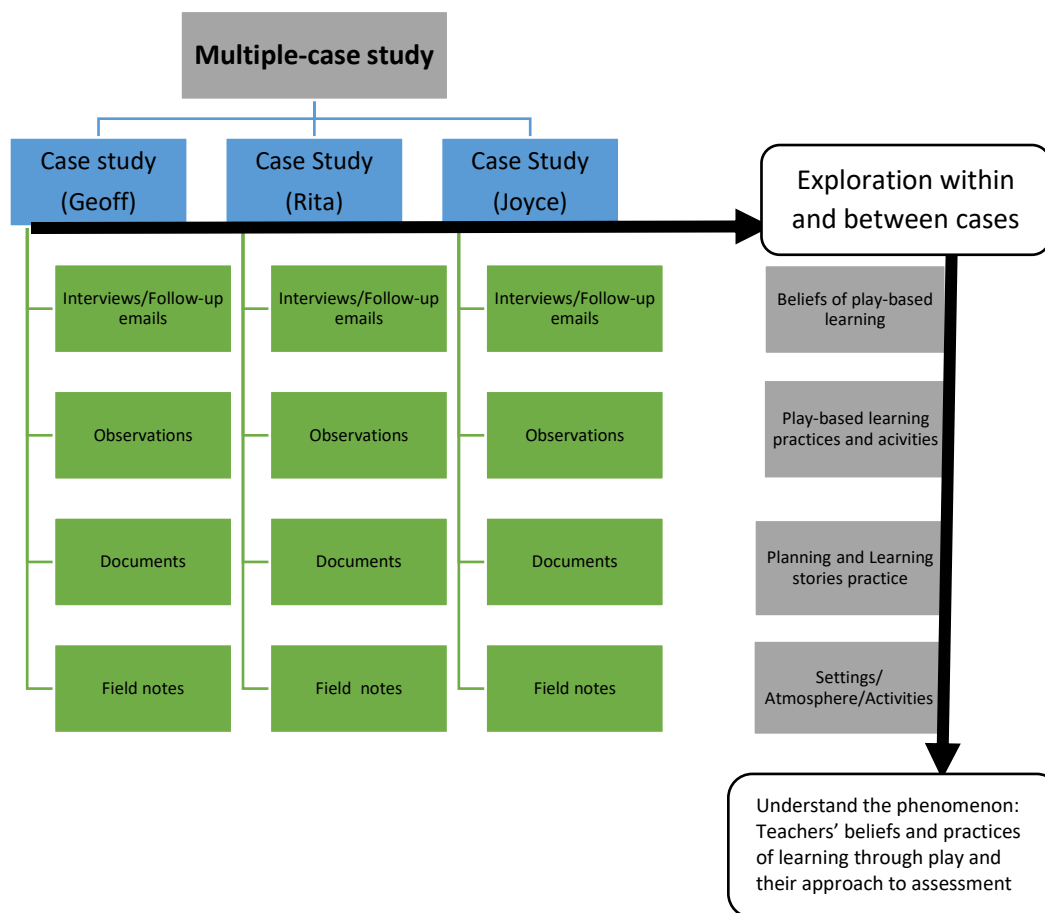 Multiple-case study
Case study
(Geoff)
Case Study
(Rita)
Case Study
(Joyce)
Exploration within
and between cases
Interviews/Follow-up
emails
Interviews/Follow-up
emails
Interviews/Follow-up
emails
Beliefs of play-based
learning
Observations
Observations
Observations
Play-based learning
practices and acivities
Documents
Documents
Documents
Planning and Learning
stories practice
Field notes
Field  notes
Field notes
Settings/
Atmosphere/Activities
Understand the phenomenon:
Teachers’ beliefs and practices
of learning through play and
their approach to assessment